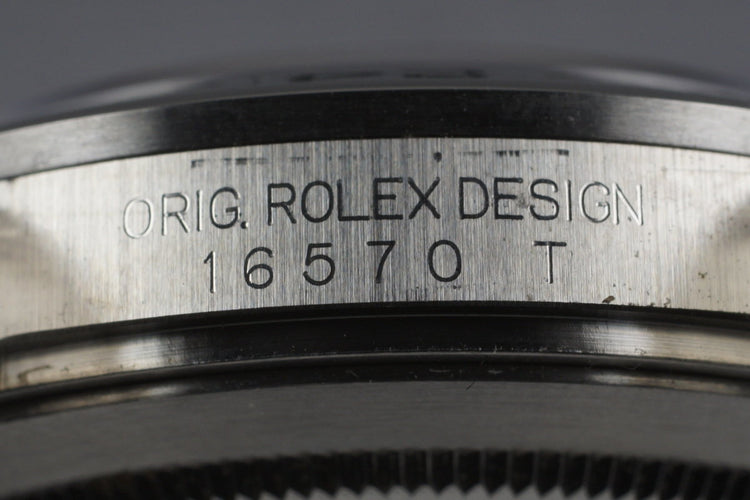 ORIG. ROLEX DESIGN
16570 T